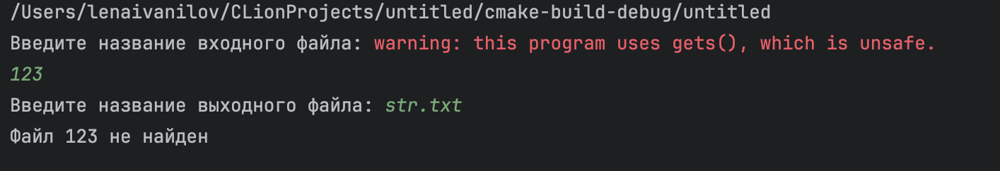 /Users/lenaivanilov/CLionProjects/untitled/cmake-build-debug/untitled
Введите название входного файла: warning: this program uses gets(), which is unsafe.
123
Введите название выходного файла: str.txt
Файл 123 не найден